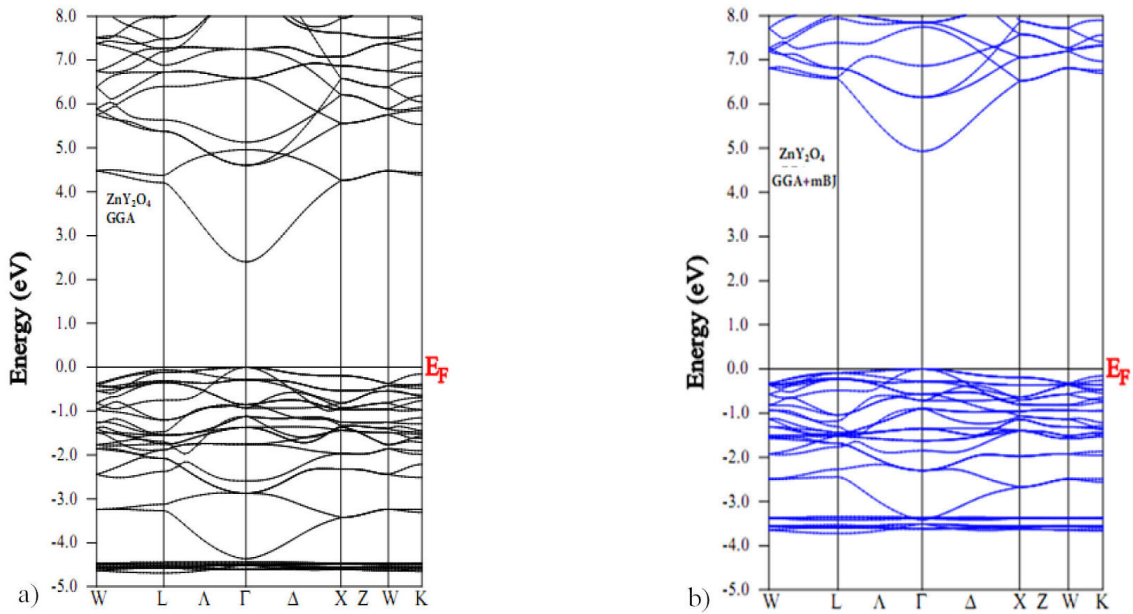 8.0
7.0
6.0
5.0
4.0
3.0
2.0
1.0
0.0
-1.0
-2.0
-3.0
-4.0
-5.0
Energy (eV)
ZnY₂O₄
GGA
E_F
W L Λ Γ Δ X Z W K
a)
8.0
7.0
6.0
5.0
4.0
3.0
2.0
1.0
0.0
-1.0
-2.0
-3.0
-4.0
-5.0
Energy (eV)
ZnY₂O₄
GGA+mBJ
E_F
W L Λ Γ Δ X Z W K
b)